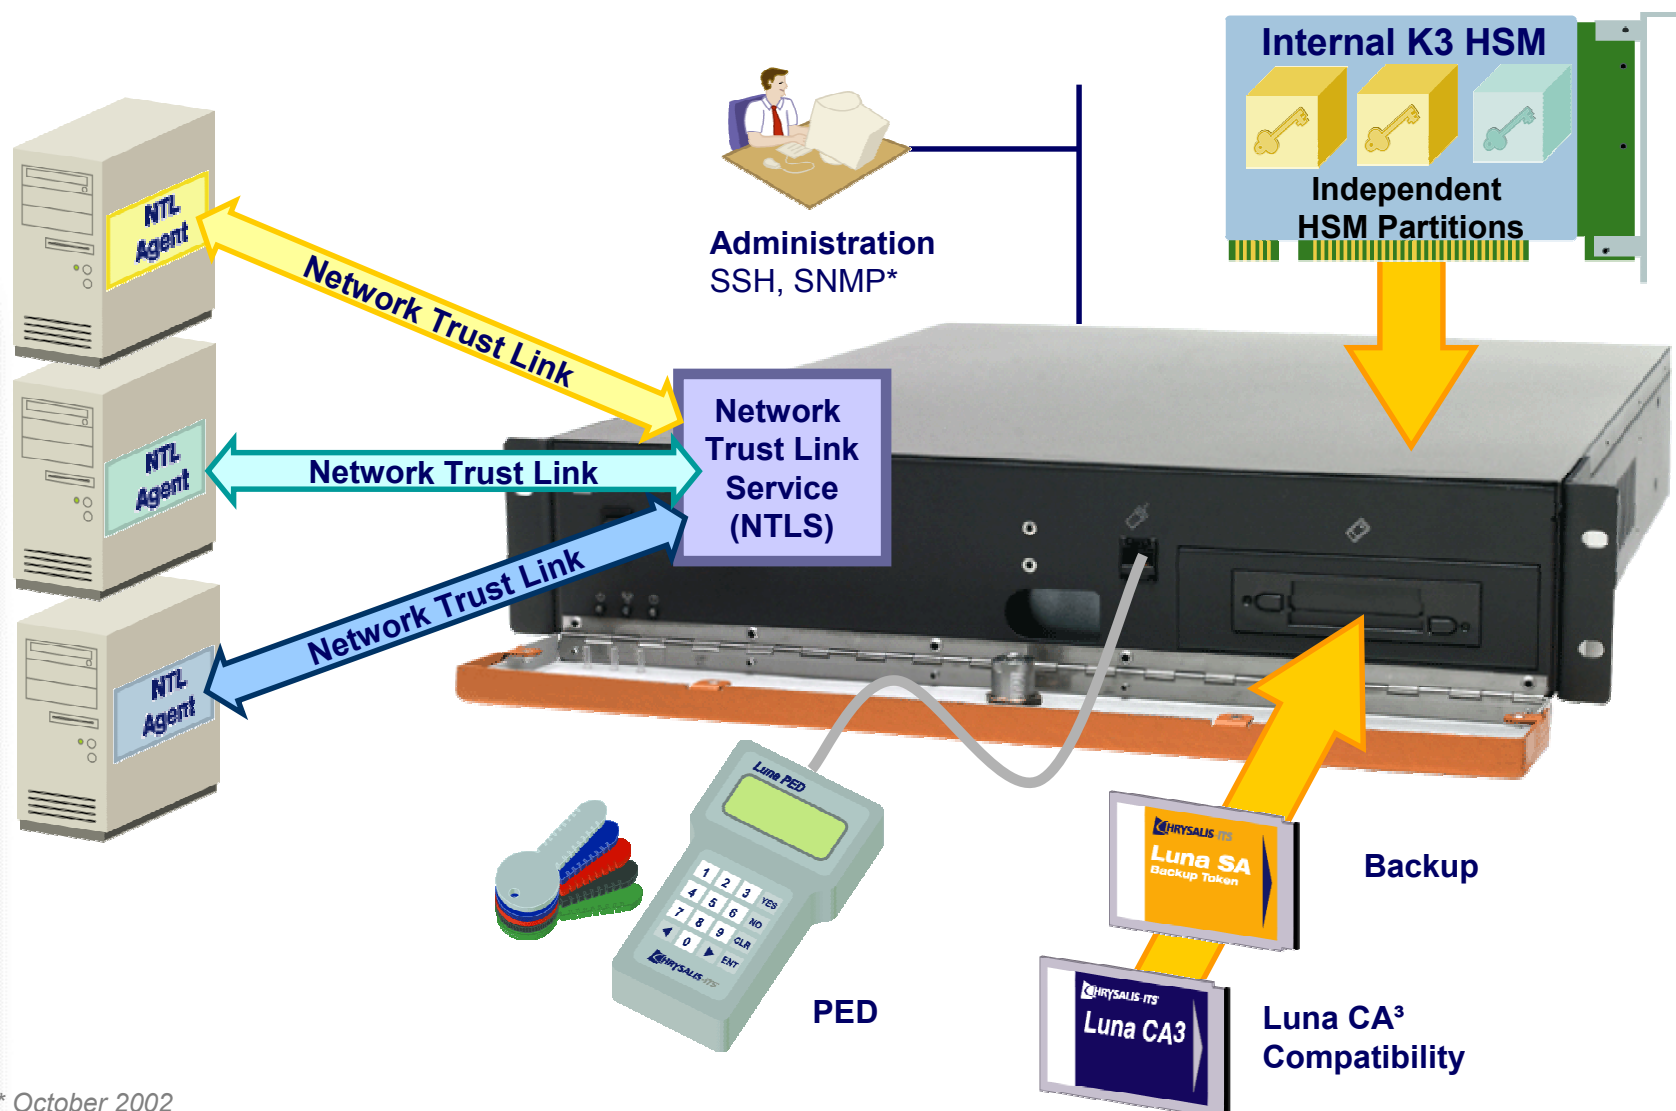 Internal K3 HSM
Independent
HSM Partitions
Administration
SSH, SNMP*
NTL
Agent
Network Trust Link
NTL
Agent
Network Trust Link
NTL
Agent
Network Trust Link
Network
Trust Link
Service
(NTLS)
Luna PED
1 2 3 YES
4 5 6 NO
7 8 9 CLR
0 ENT
CHRYSALIS-ITS
PED
CHRYSALIS-ITS
Luna SA
Backup Token
Backup
CHRYSALIS-ITS
Luna CA3
Luna CA³
Compatibility
* October 2002